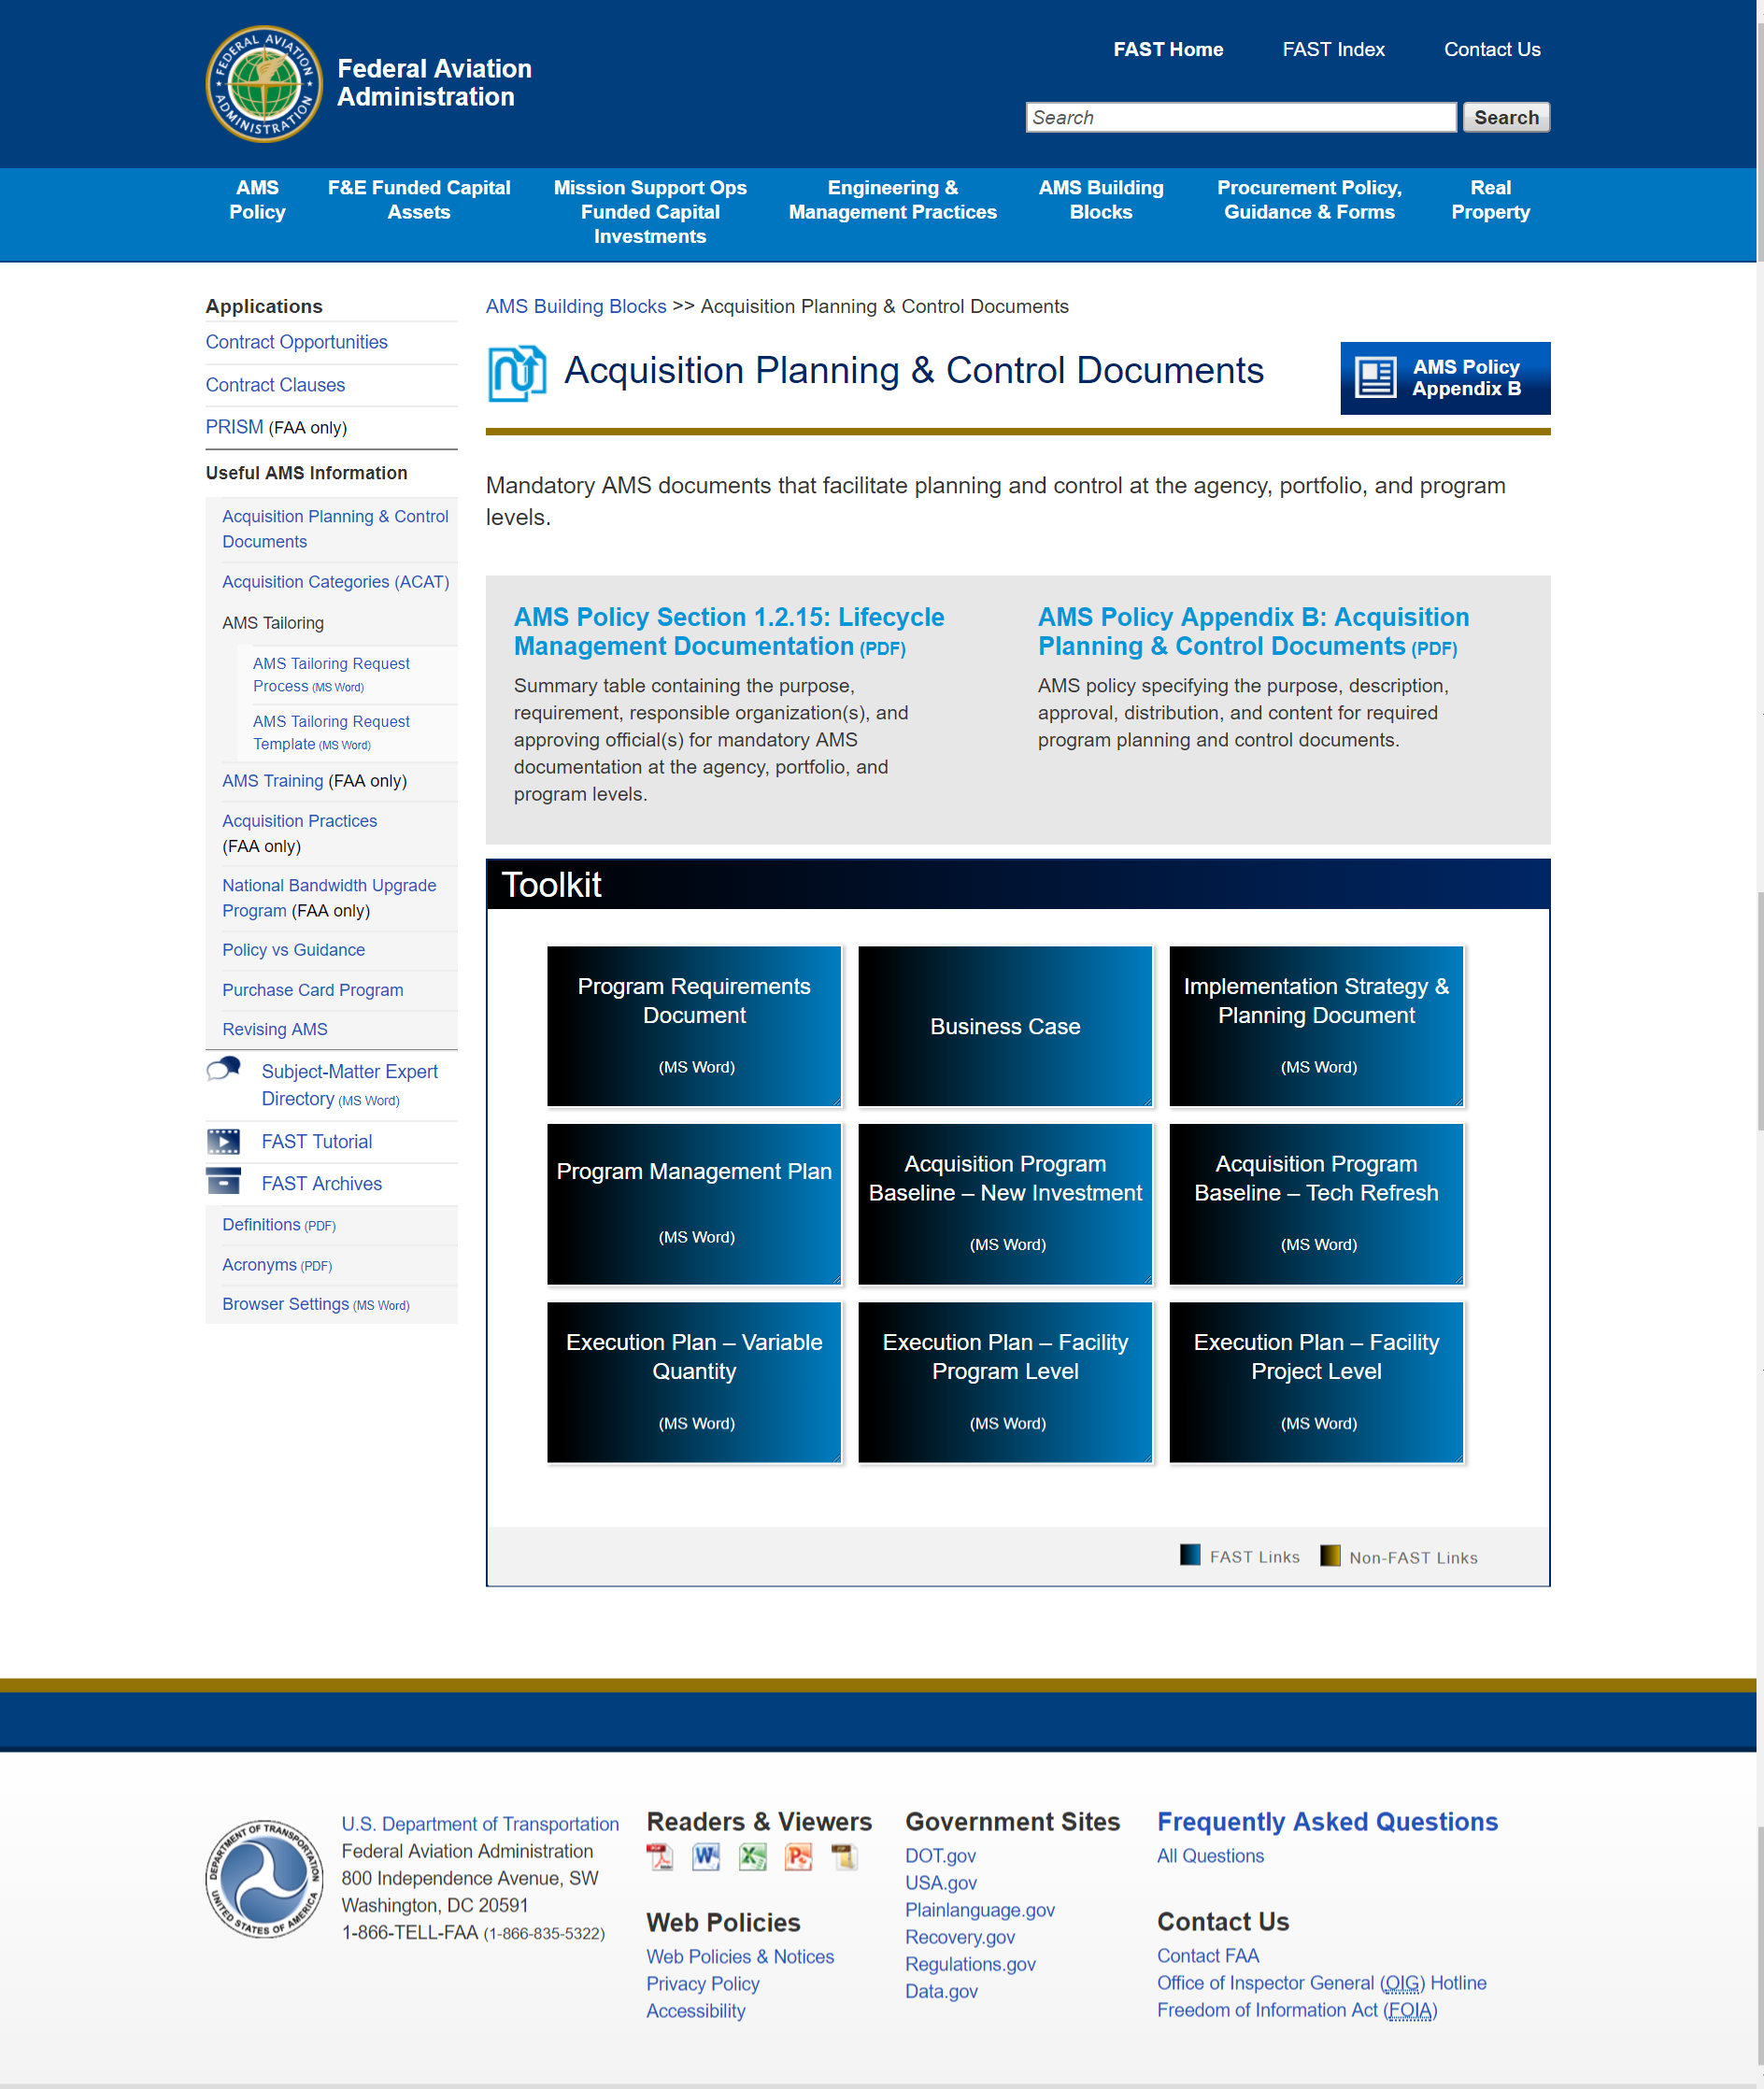 FEDERAL AVIATION
ADMINISTRATION
Federal Aviation
Administration
FAST Home
FAST Index
Contact Us
Search
Search
AMS
Policy
F&E Funded Capital
Assets
Mission Support Ops
Funded Capital
Investments
Engineering &
Management Practices
AMS Building
Blocks
Procurement Policy,
Guidance & Forms
Real
Property
Applications
Contract Opportunities
Contract Clauses
PRISM (FAA only)
Useful AMS Information
Acquisition Planning & Control
Documents
Acquisition Categories (ACAT)
AMS Tailoring
AMS Tailoring Request
Process (MS Word)
AMS Tailoring Request
Template (MS Word)
AMS Training (FAA only)
Acquisition Practices
(FAA only)
National Bandwidth Upgrade
Program (FAA only)
Policy vs Guidance
Purchase Card Program
Revising AMS
Subject-Matter Expert
Directory (MS Word)
FAST Tutorial
FAST Archives
Definitions (PDF)
Acronyms (PDF)
Browser Settings (MS Word)
AMS Building Blocks >> Acquisition Planning & Control Documents
Acquisition Planning & Control Documents
AMS Policy
Appendix B
Mandatory AMS documents that facilitate planning and control at the agency, portfolio, and program
levels.
AMS Policy Section 1.2.15: Lifecycle
Management Documentation (PDF)
Summary table containing the purpose,
requirement, responsible organization(s), and
approving official(s) for mandatory AMS
documentation at the agency, portfolio, and
program levels.
AMS Policy Appendix B: Acquisition
Planning & Control Documents (PDF)
AMS policy specifying the purpose, description,
approval, distribution, and content for required
program planning and control documents.
Toolkit
Program Requirements
Document
(MS Word)
Business Case
Implementation Strategy &
Planning Document
(MS Word)
Program Management Plan
(MS Word)
Acquisition Program
Baseline – New Investment
(MS Word)
Acquisition Program
Baseline – Tech Refresh
(MS Word)
Execution Plan – Variable
Quantity
(MS Word)
Execution Plan – Facility
Program Level
(MS Word)
Execution Plan – Facility
Project Level
(MS Word)
FAST Links
Non-FAST Links
DEPARTMENT OF TRANSPORTATION
UNITED STATES OF AMERICA
U.S. Department of Transportation
Federal Aviation Administration
800 Independence Avenue, SW
Washington, DC 20591
1-866-TELL-FAA (1-866-835-5322)
Readers & Viewers
Web Policies
Web Policies & Notices
Privacy Policy
Accessibility
Government Sites
DOT.gov
USA.gov
Plainlanguage.gov
Recovery.gov
Regulations.gov
Data.gov
Frequently Asked Questions
All Questions
Contact Us
Contact FAA
Office of Inspector General (OIG) Hotline
Freedom of Information Act (FOIA)